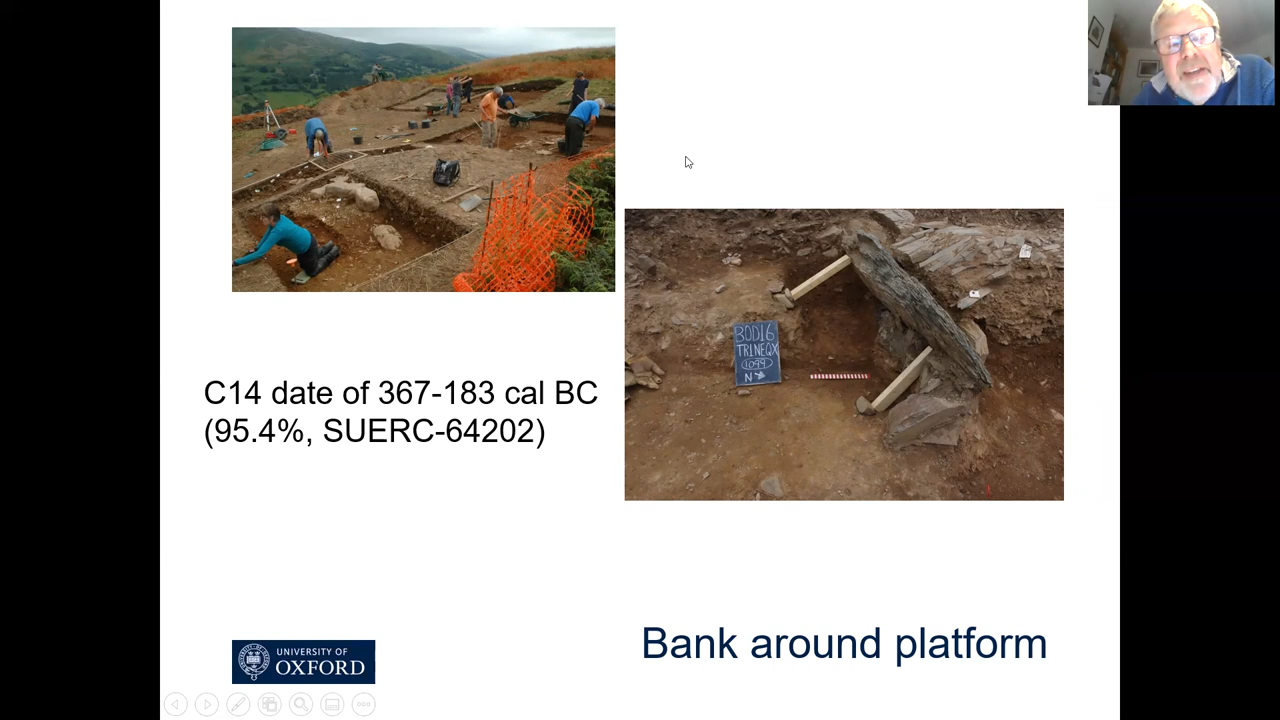 C14 date of 367-183 cal BC
(95.4%, SUERC-64202)
BOD16
TR1NEQX
1099
N
Bank around platform
UNIVERSITY OF
OXFORD